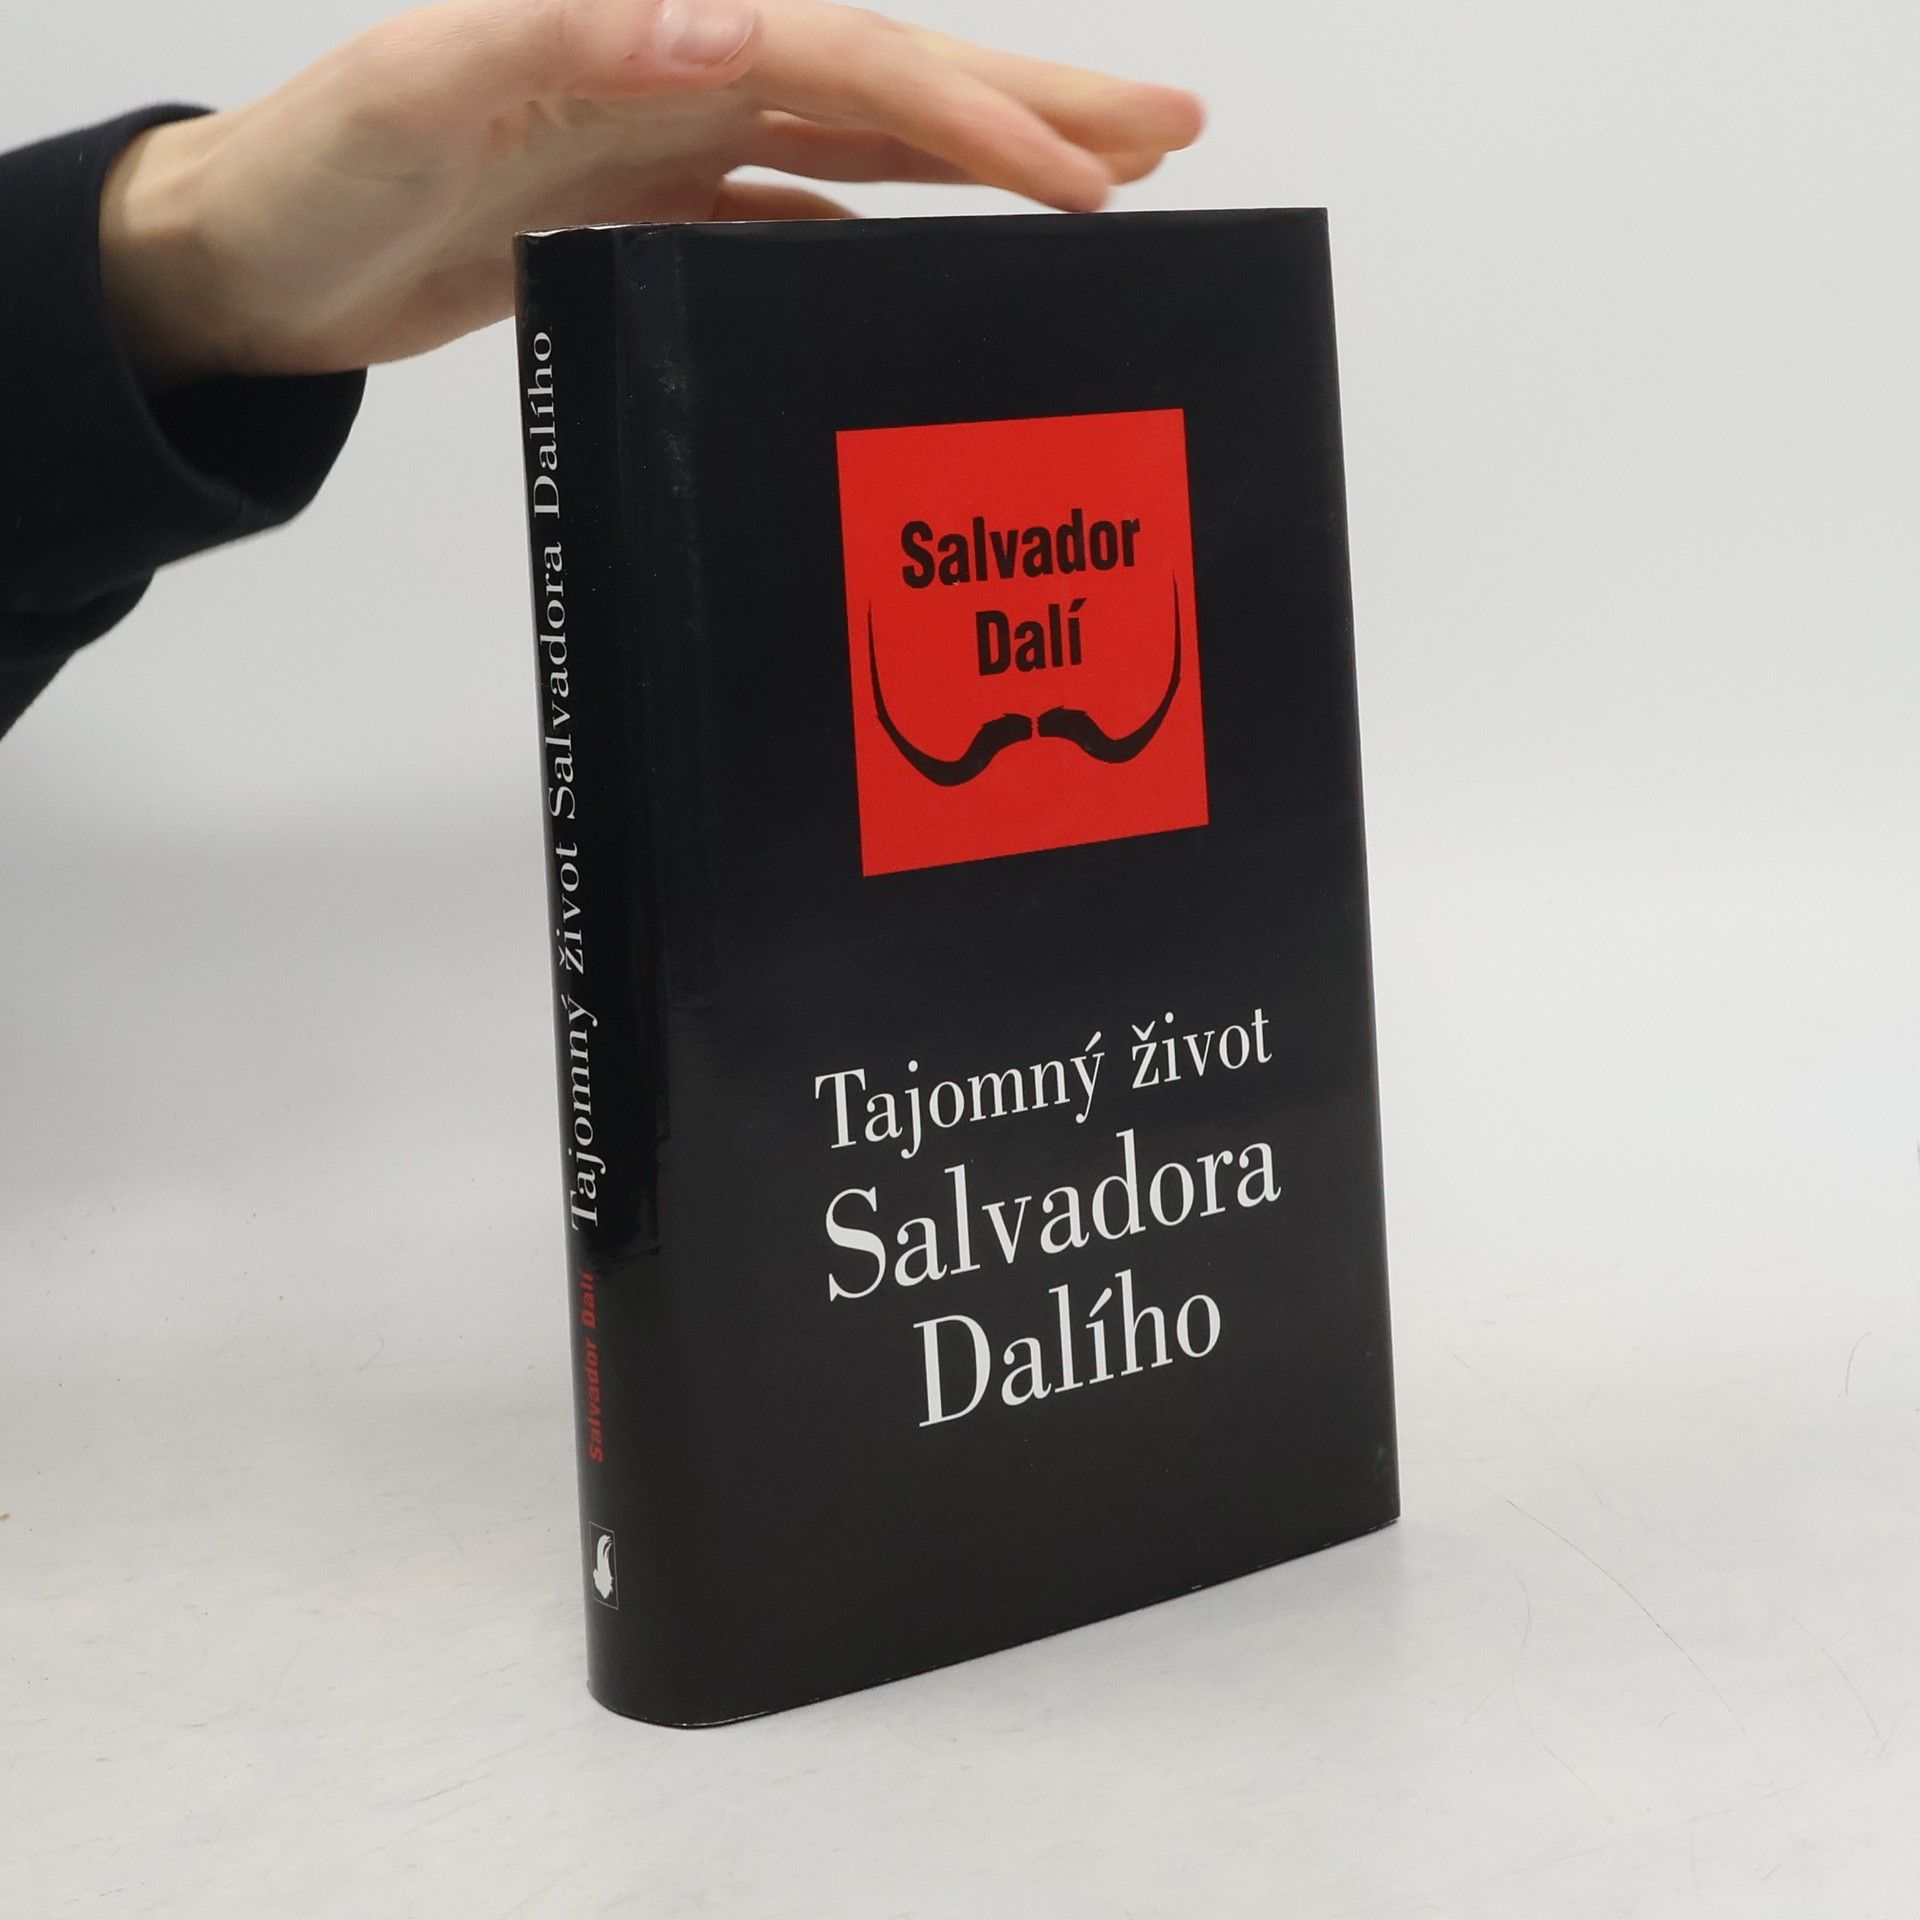 Salvador
Dalí
Tajomný život
Salvadora
Dalího
Salvador Dalí Tajomný život Salvadora Dalího